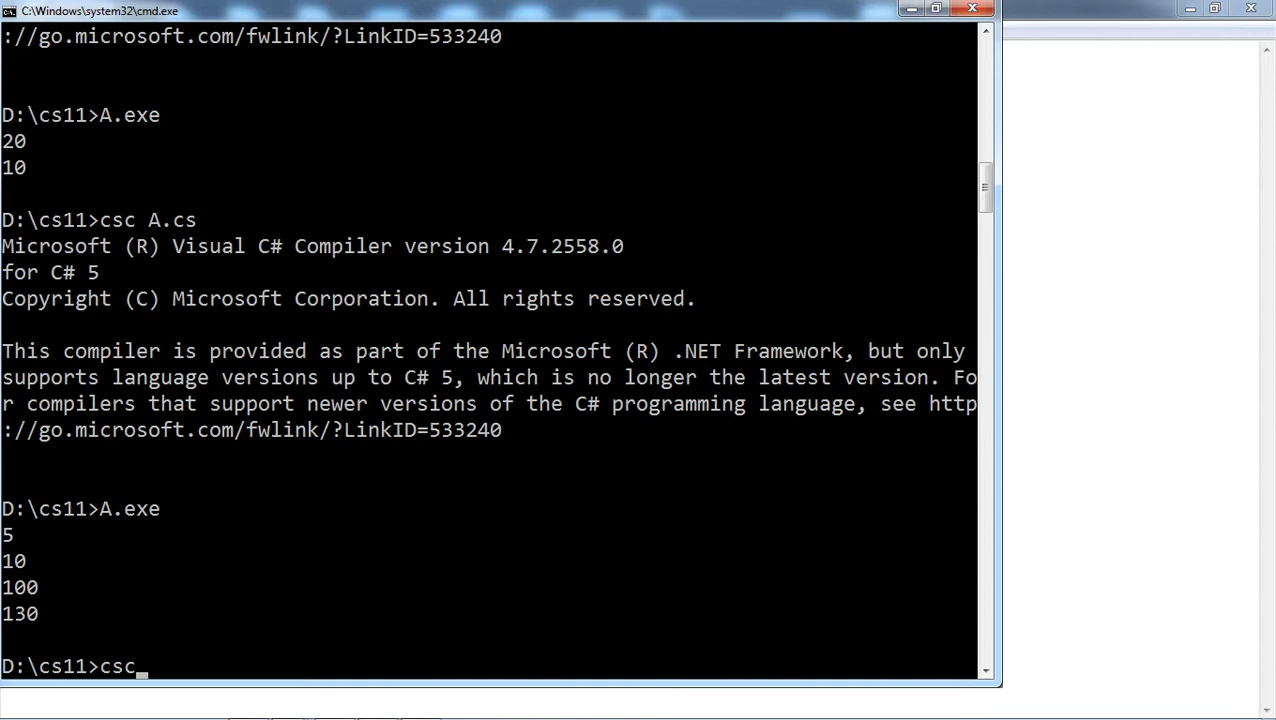 C:\Windows\system32\cmd.exe
://go.microsoft.com/fwlink/?LinkID=533240
D:\cs11>A.exe
20
10
D:\cs11>csc A.cs
Microsoft (R) Visual C# Compiler version 4.7.2558.0
for C# 5
Copyright (C) Microsoft Corporation. All rights reserved.
This compiler is provided as part of the Microsoft (R) .NET Framework, but only
supports language versions up to C# 5, which is no longer the latest version. Fo
r compilers that support newer versions of the C# programming language, see http
://go.microsoft.com/fwlink/?LinkID=533240
D:\cs11>A.exe
5
10
100
130
D:\cs11>csc